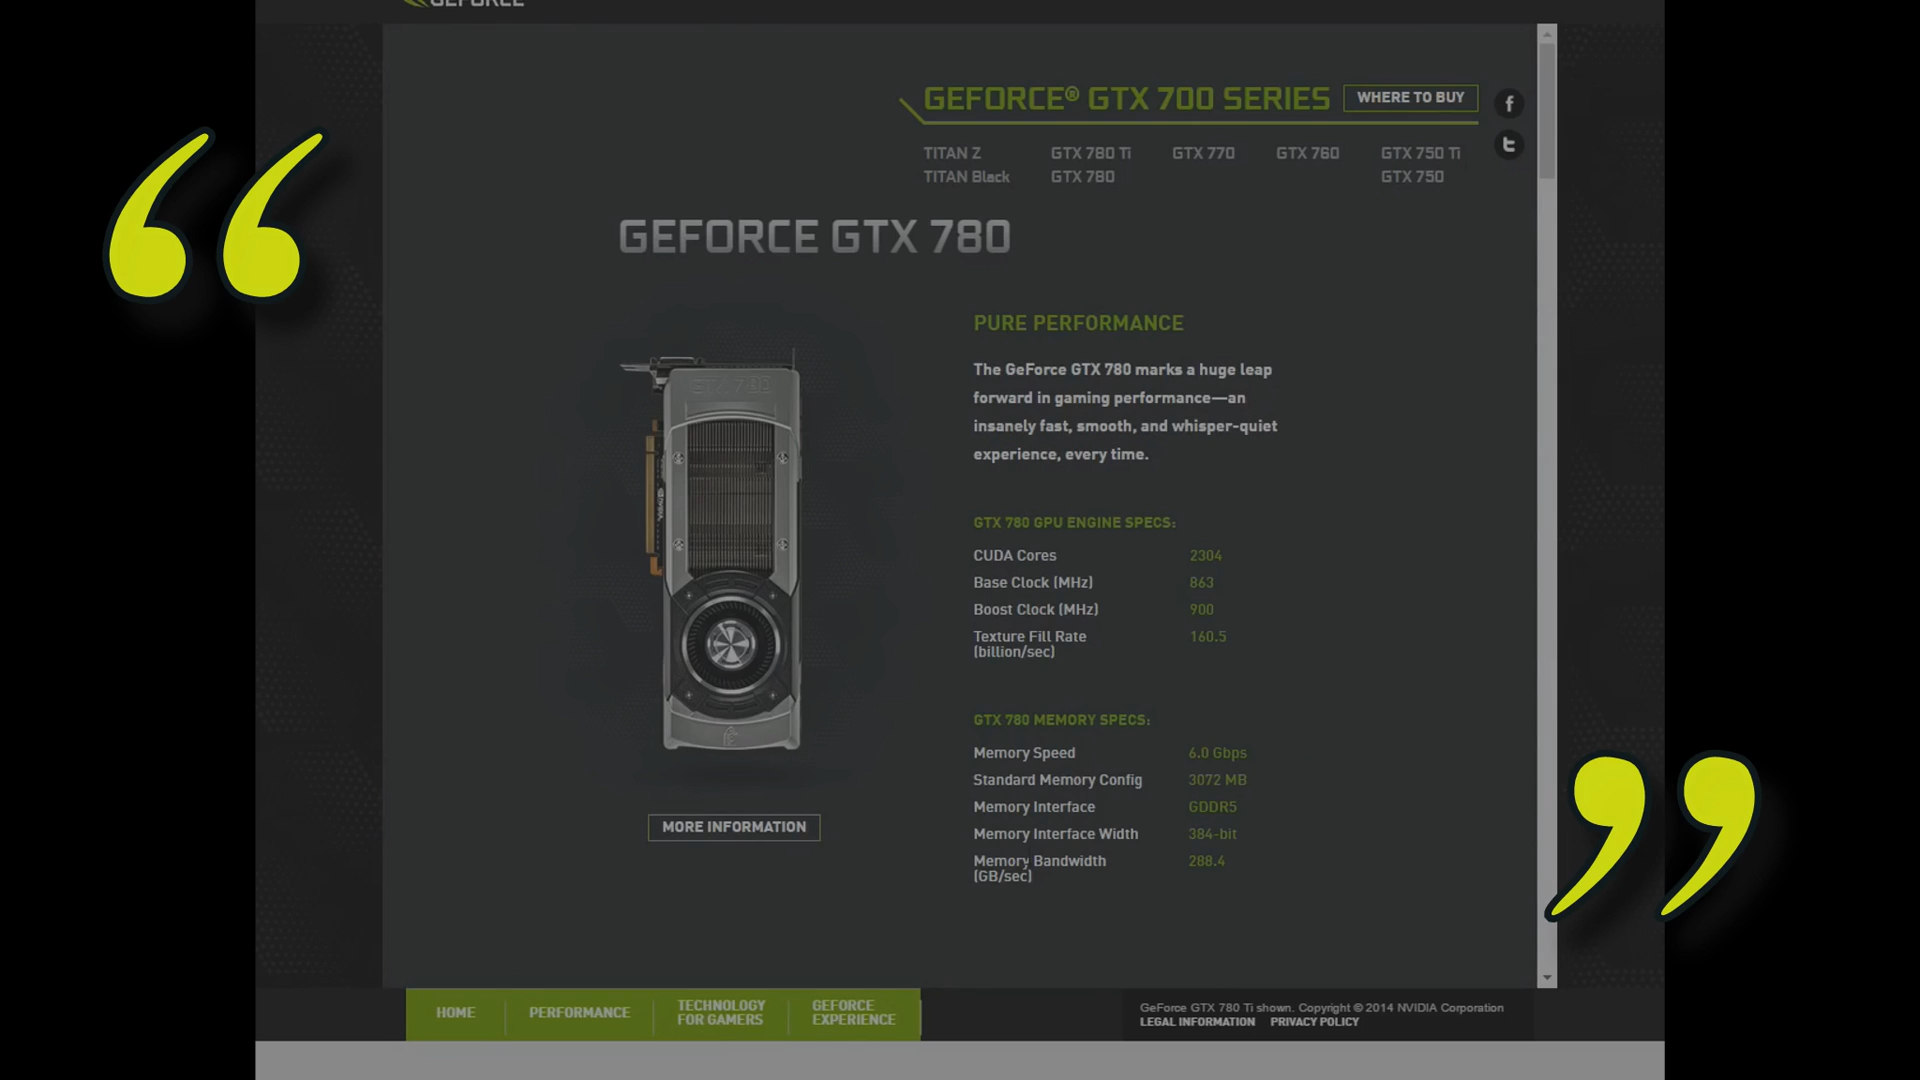 GEFORCE
GEFORCE® GTX 700 SERIES
WHERE TO BUY
TITAN Z GTX 780 Ti GTX 770 GTX 760 GTX 750 Ti
TITAN Black GTX 780 GTX 750
GEFORCE GTX 780
PURE PERFORMANCE
The GeForce GTX 780 marks a huge leap
forward in gaming performance—an
insanely fast, smooth, and whisper-quiet
experience, every time.
GTX 780
GTX 780 GPU ENGINE SPECS:
CUDA Cores 2304
Base Clock (MHz) 863
Boost Clock (MHz) 900
Texture Fill Rate 160.5
(billion/sec)
GTX 780 MEMORY SPECS:
Memory Speed 6.0 Gbps
Standard Memory Config 3072 MB
Memory Interface GDDR5
Memory Interface Width 384-bit
Memory Bandwidth 288.4
(GB/sec)
MORE INFORMATION
“
”
HOME
PERFORMANCE
TECHNOLOGY
FOR GAMERS
GEFORCE
EXPERIENCE
GeForce GTX 780 Ti shown. Copyright © 2014 NVIDIA Corporation
LEGAL INFORMATION PRIVACY POLICY